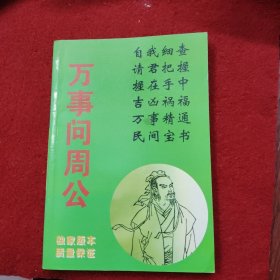 万事问周公
自我细查
请君把握
握在手中
吉凶祸福
万事精通
民间宝书
独家版本
质量保证